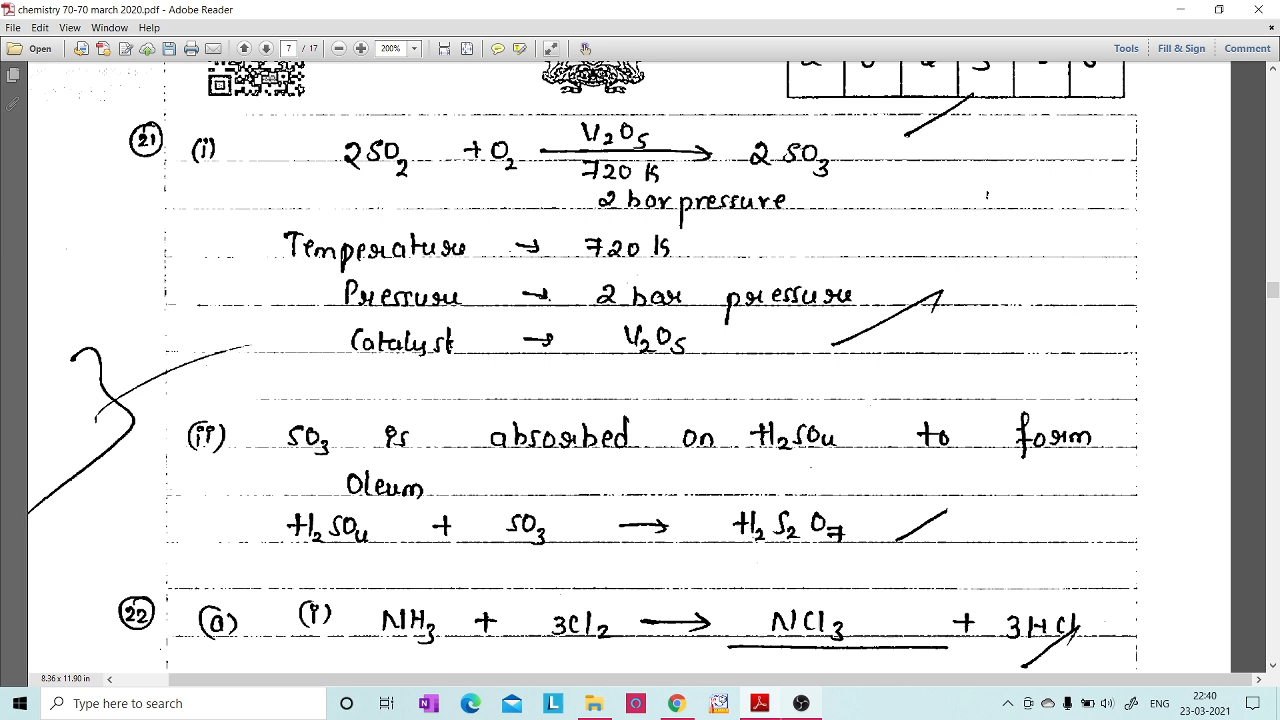 chemistry 70-70 march 2020.pdf - Adobe Reader
File Edit View Window Help
Open 7 / 17 200% Tools Fill & Sign Comment
21 (i) 2SO2 + O2 V2O5 → 2SO3
720 K
2 bar pressure
Temperature → 720 K
Pressure → 2 bar pressure
Catalyst → V2O5
3
(ii) SO3 is absorbed on H2SO4 to form
Oleum
H2SO4 + SO3 → H2S2O7
22 (a) (i) NH3 + 3Cl2 → NCl3 + 3HCl
8.36 x 11.90 in
Type here to search
ENG
22:40
23-03-2021